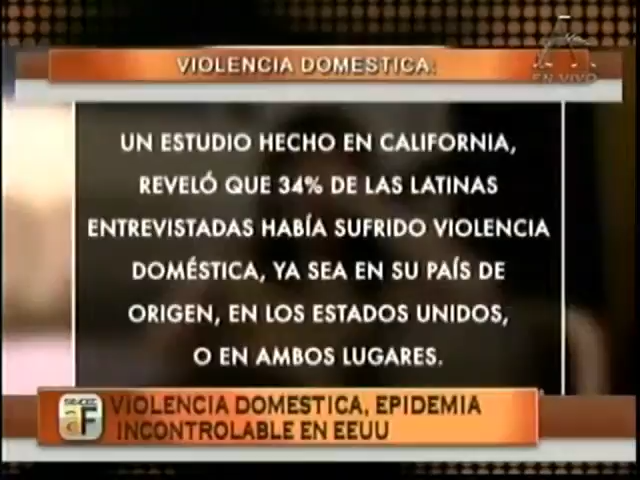 VIOLENCIA DOMESTICA:
EN VIVO
UN ESTUDIO HECHO EN CALIFORNIA,
REVELÓ QUE 34% DE LAS LATINAS
ENTREVISTADAS HABÍA SUFRIDO VIOLENCIA
DOMÉSTICA, YA SEA EN SU PAÍS DE
ORIGEN, EN LOS ESTADOS UNIDOS,
O EN AMBOS LUGARES.
VIOLENCIA DOMESTICA, EPIDEMIA
INCONTROLABLE EN EEUU